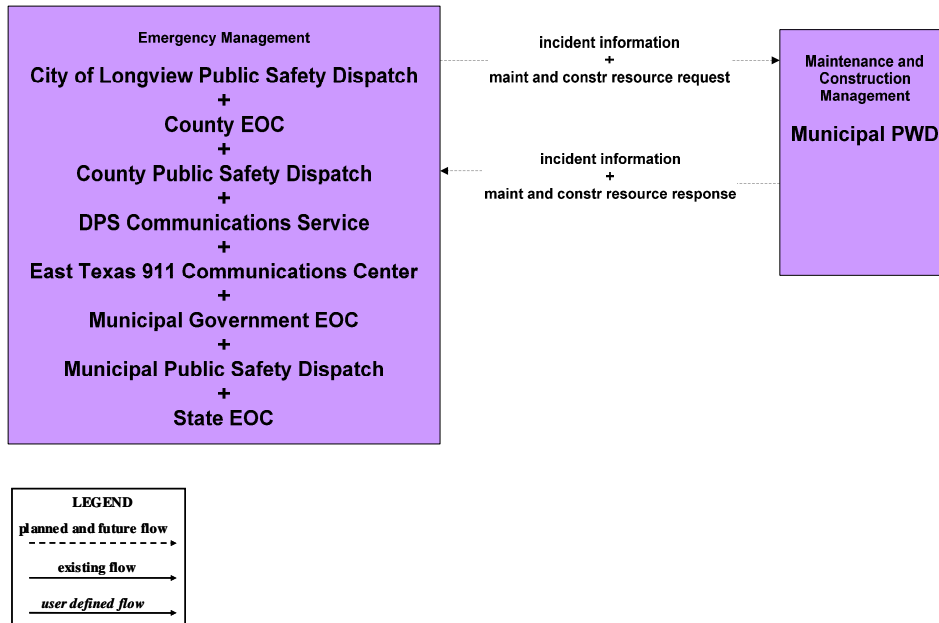 Emergency Management
City of Longview Public Safety Dispatch
+
County EOC
+
County Public Safety Dispatch
+
DPS Communications Service
+
East Texas 911 Communications Center
+
Municipal Government EOC
+
Municipal Public Safety Dispatch
+
State EOC
incident information
+
maint and constr resource request
incident information
+
maint and constr resource response
Maintenance and
Construction
Management
Municipal PWD
LEGEND
planned and future flow
existing flow
user defined flow